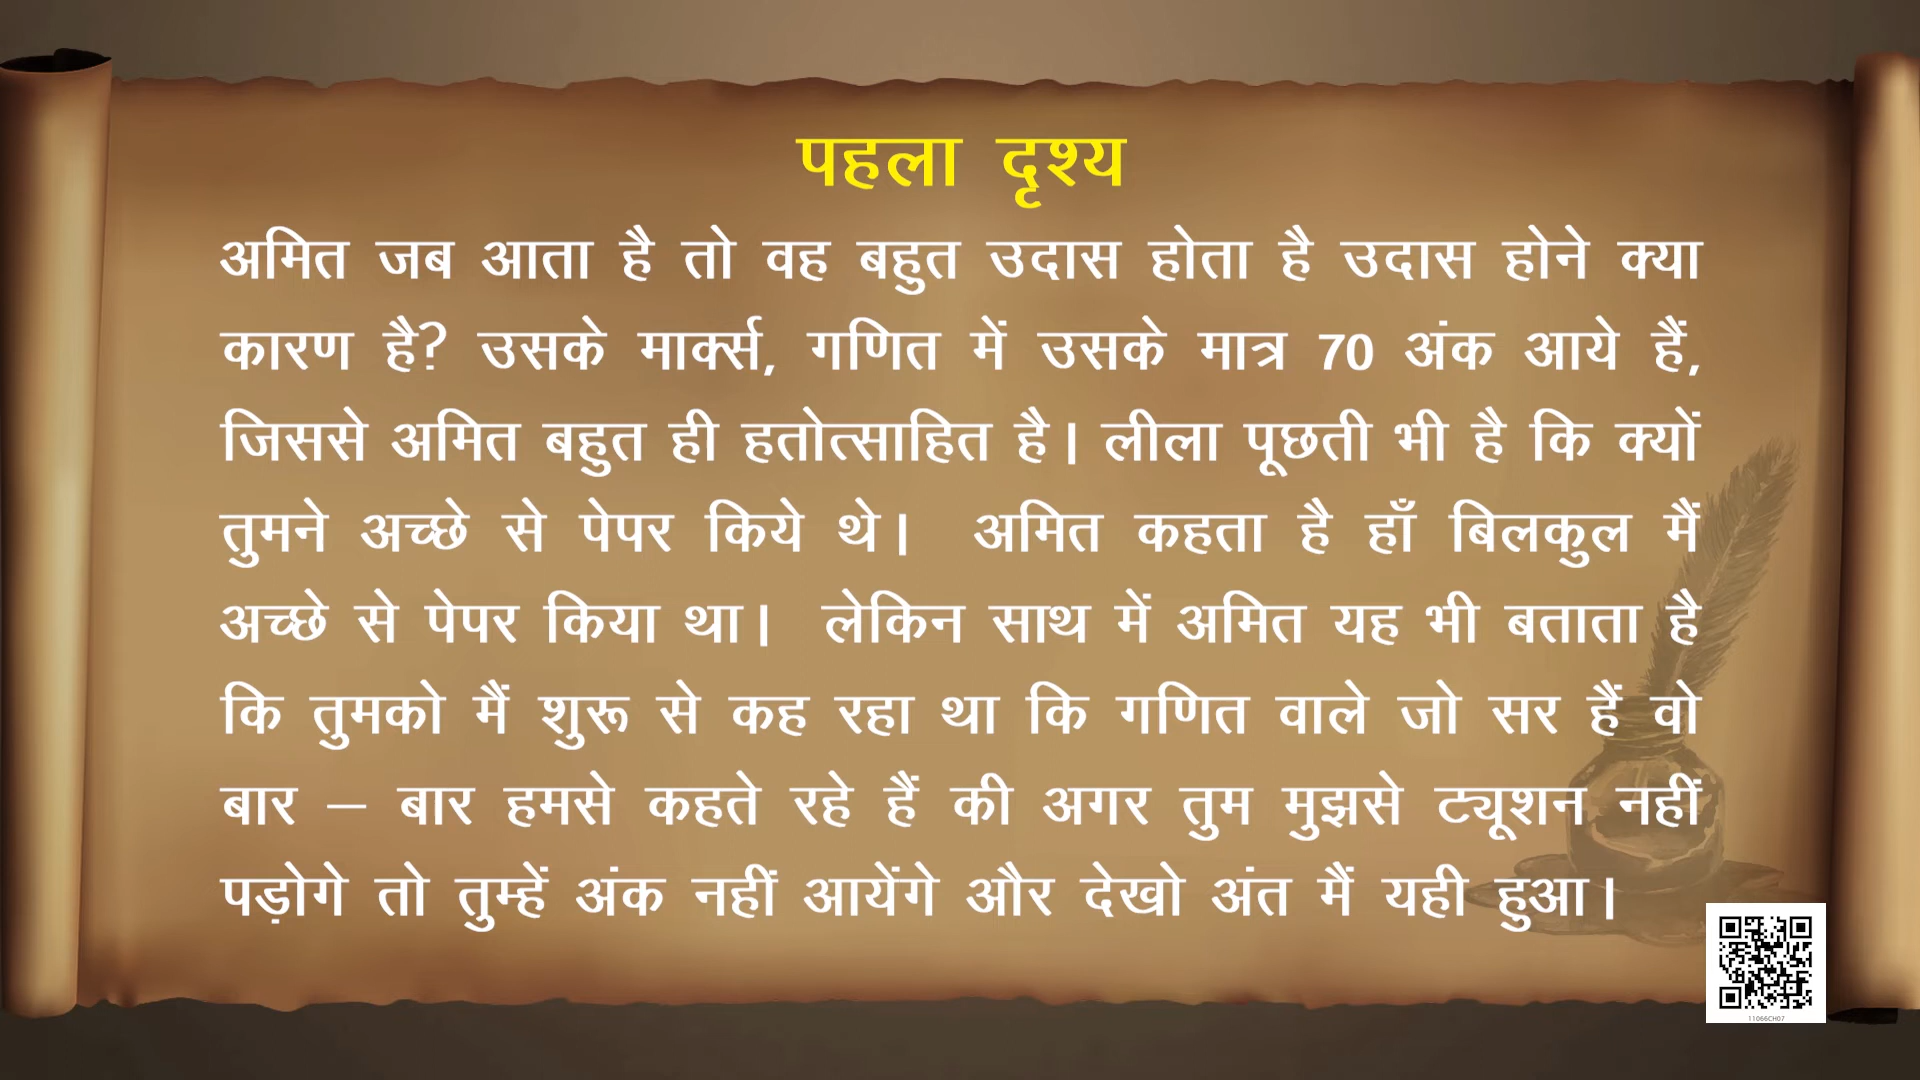 पहला दृश्य
अमित जब आता है तो वह बहुत उदास होता है उदास होने क्या
कारण है? उसके मार्क्स, गणित में उसके मात्र 70 अंक आये हैं,
जिससे अमित बहुत ही हतोत्साहित है। लीला पूछती भी है कि क्यों
तुमने अच्छे से पेपर किये थे। अमित कहता है हाँ बिलकुल मैं
अच्छे से पेपर किया था। लेकिन साथ में अमित यह भी बताता है
कि तुमको मैं शुरू से कह रहा था कि गणित वाले जो सर हैं वो
बार – बार हमसे कहते रहे हैं की अगर तुम मुझसे ट्यूशन नहीं
पड़ोगे तो तुम्हें अंक नहीं आयेंगे और देखो अंत मैं यही हुआ।
11066CH07